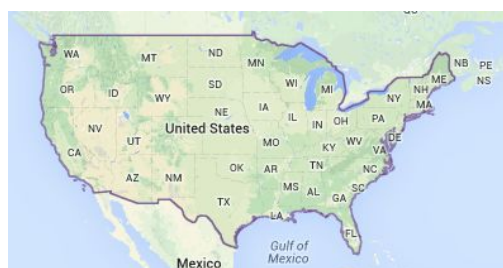 QC
WA
MT
ND
MN
NB
PE
NS
OR
ID
SD
WI
MI
ME
NH
WY
NY
MA
NE
IA
IL
IN
OH
PA
NV
United States
DE
UT
MO
KY
WV
VA
CA
OK
AR
TN
NC
AZ
NM
MS
AL
SC
GA
TX
LA
FL
Gulf of
Mexico
Mexico